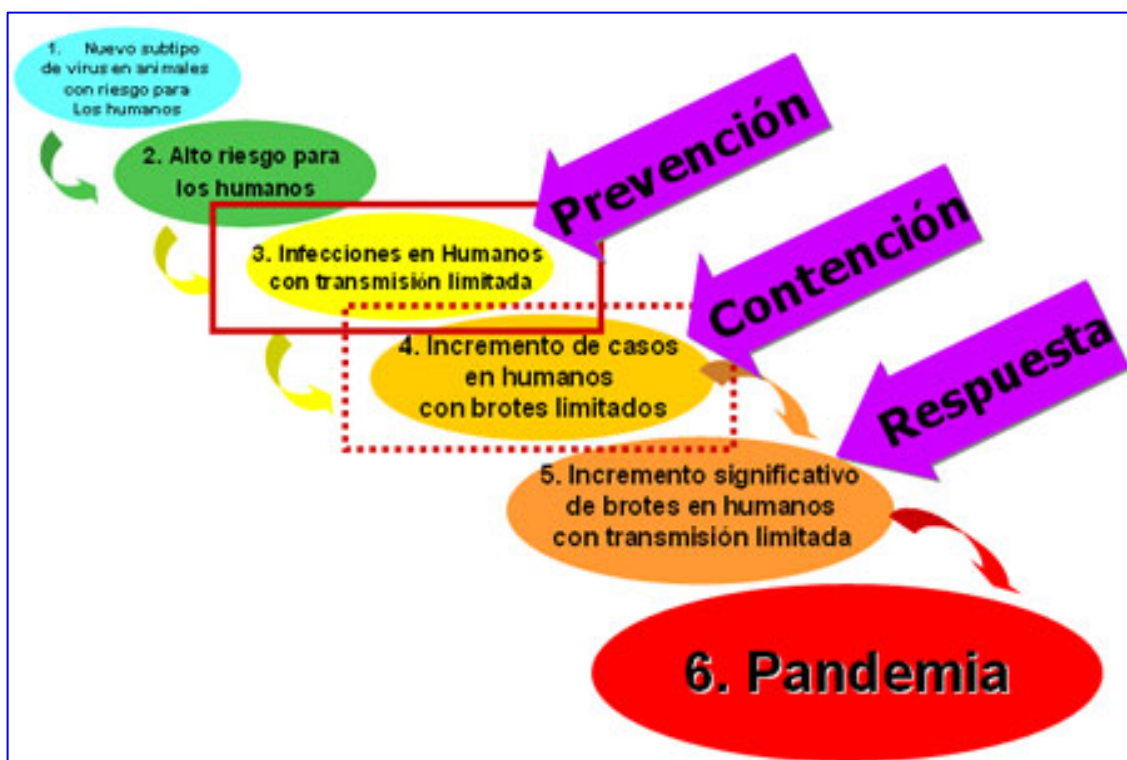 1. Nuevo subtipo
de virus en animales
con riesgo para
Los humanos
2. Alto riesgo para
los humanos
Prevención
3. Infecciones en Humanos
con transmisión limitada
Contención
4. Incremento de casos
en humanos
con brotes limitados
Respuesta
5. Incremento significativo
de brotes en humanos
con transmisión limitada
6. Pandemia